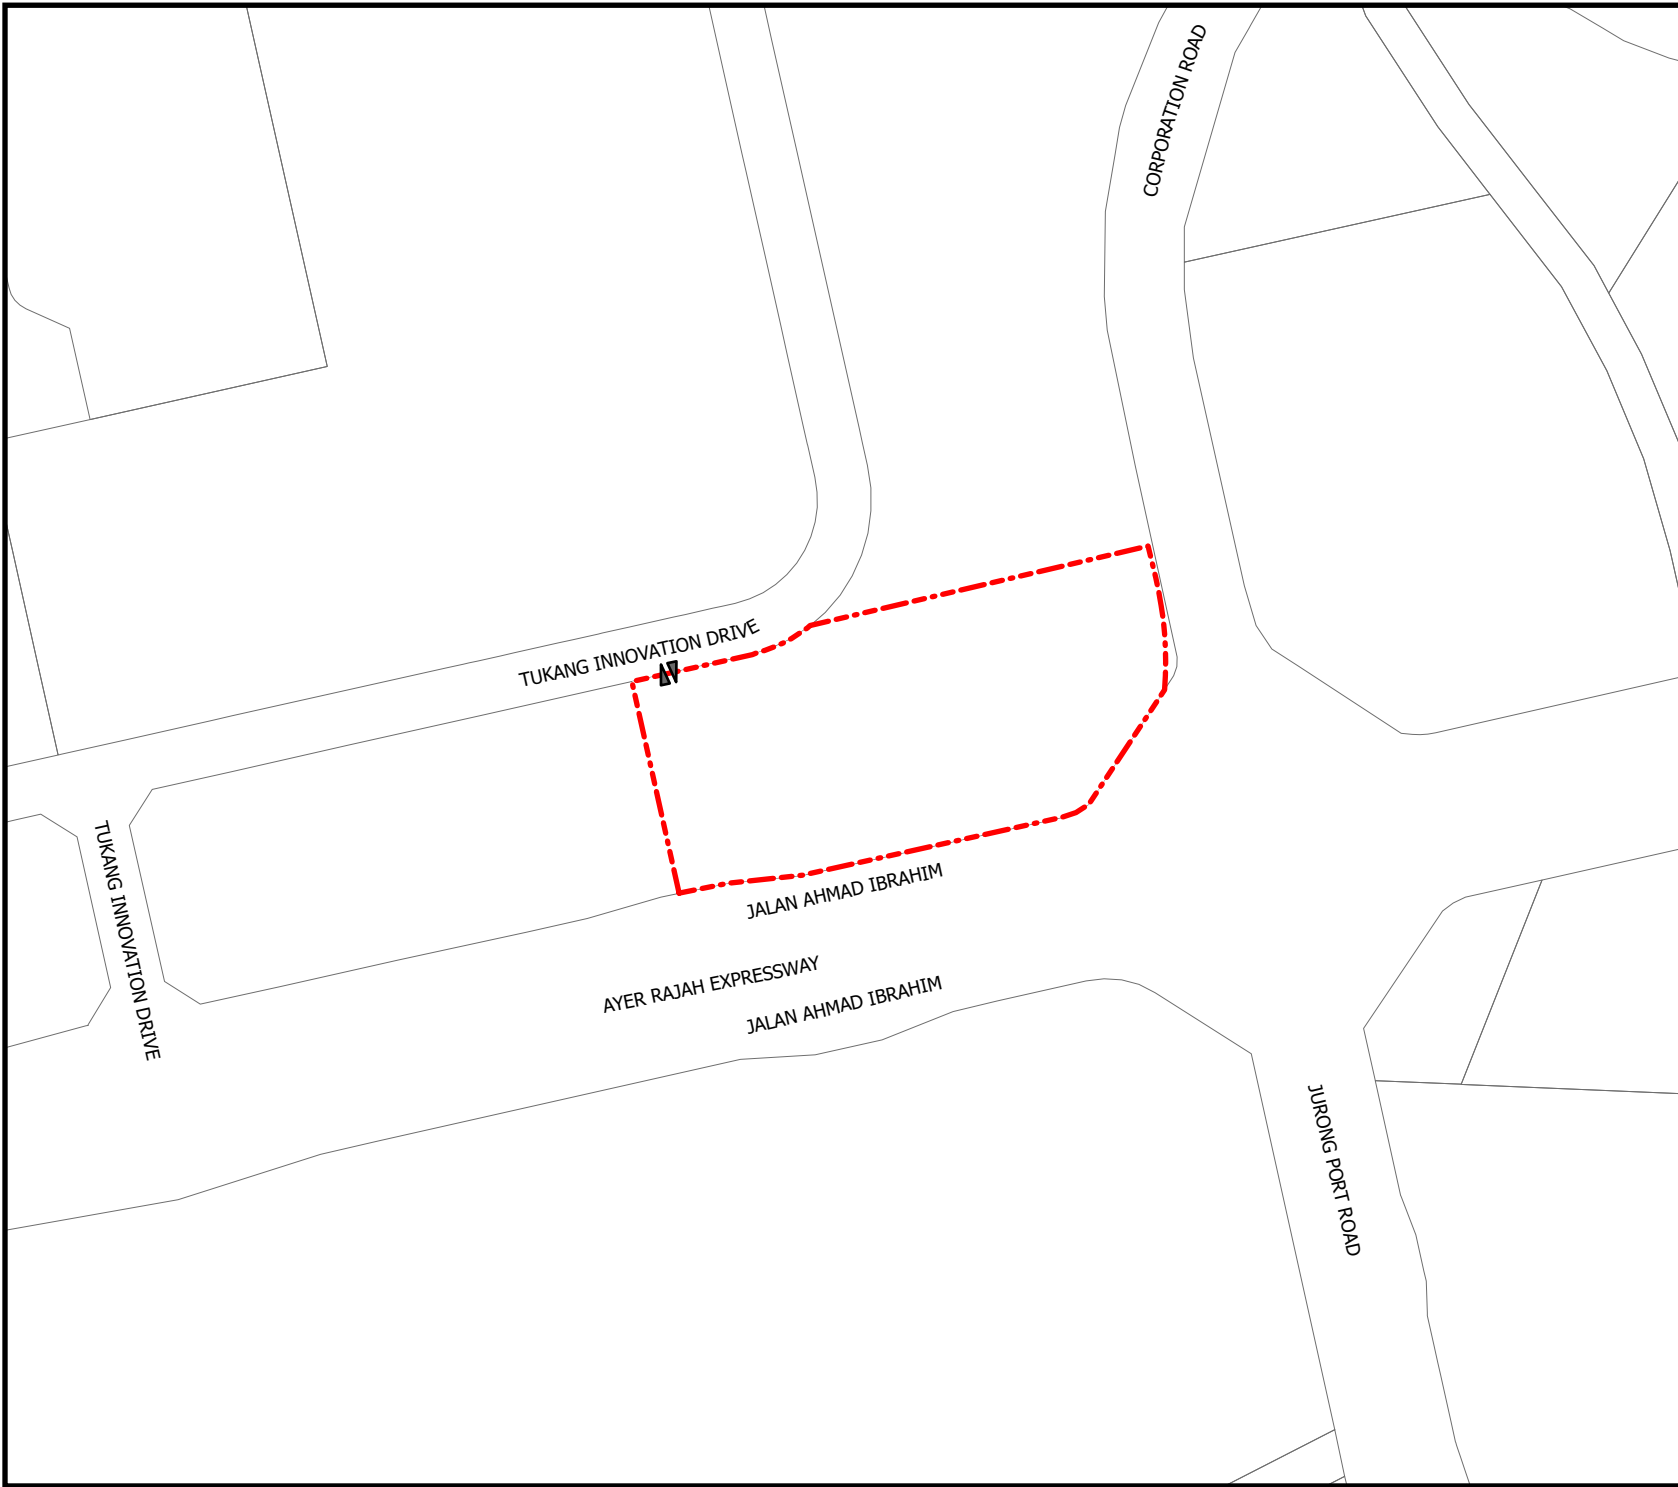 CORPORATION ROAD
TUKANG INNOVATION DRIVE
N
TUKANG INNOVATION DRIVE
JALAN AHMAD IBRAHIM
AYER RAJAH EXPRESSWAY
JALAN AHMAD IBRAHIM
JURONG PORT ROAD